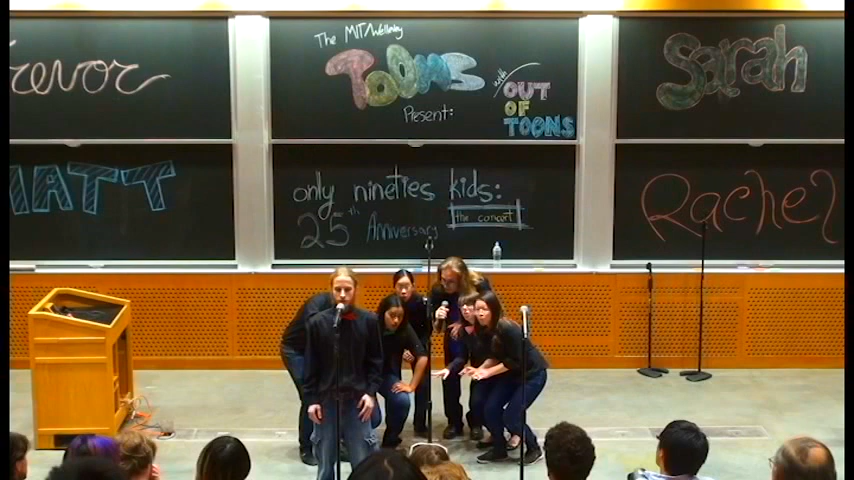 revor
The MIT/Wellesley
TOONS
Present:
with
OUT
OF
TOONS
Sarah
MATT
only nineties kids:
the concert
25th Anniversary
Rachel